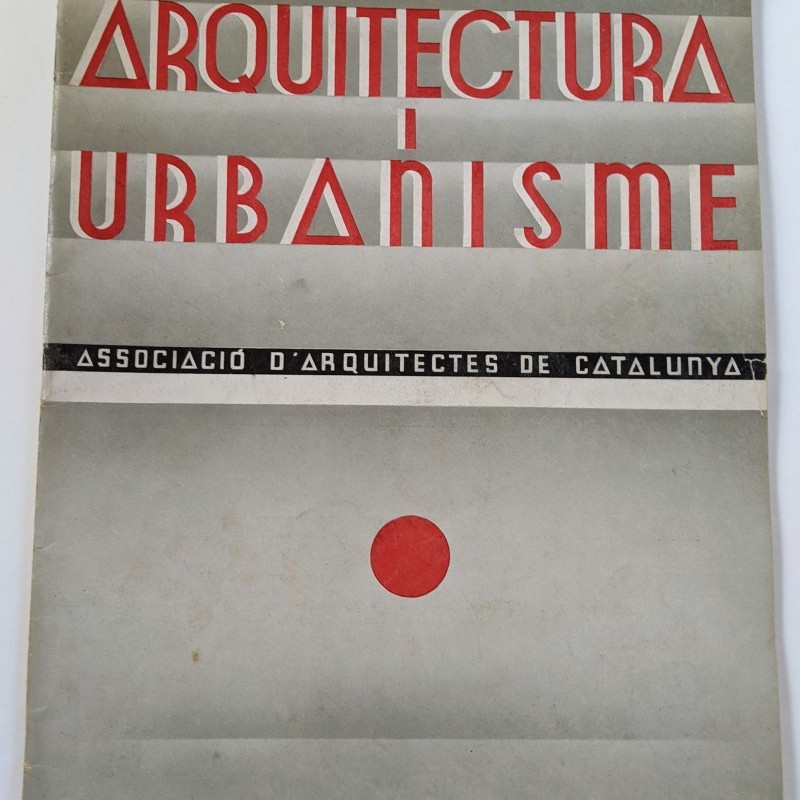 ARQUITECTURA
I
URBANISME
ASSOCIACIÓ D'ARQUITECTES DE CATALUNYA